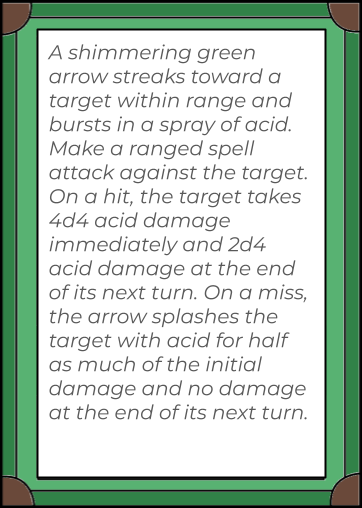 A shimmering green
arrow streaks toward a
target within range and
bursts in a spray of acid.
Make a ranged spell
attack against the target.
On a hit, the target takes
4d4 acid damage
immediately and 2d4
acid damage at the end
of its next turn. On a miss,
the arrow splashes the
target with acid for half
as much of the initial
damage and no damage
at the end of its next turn.